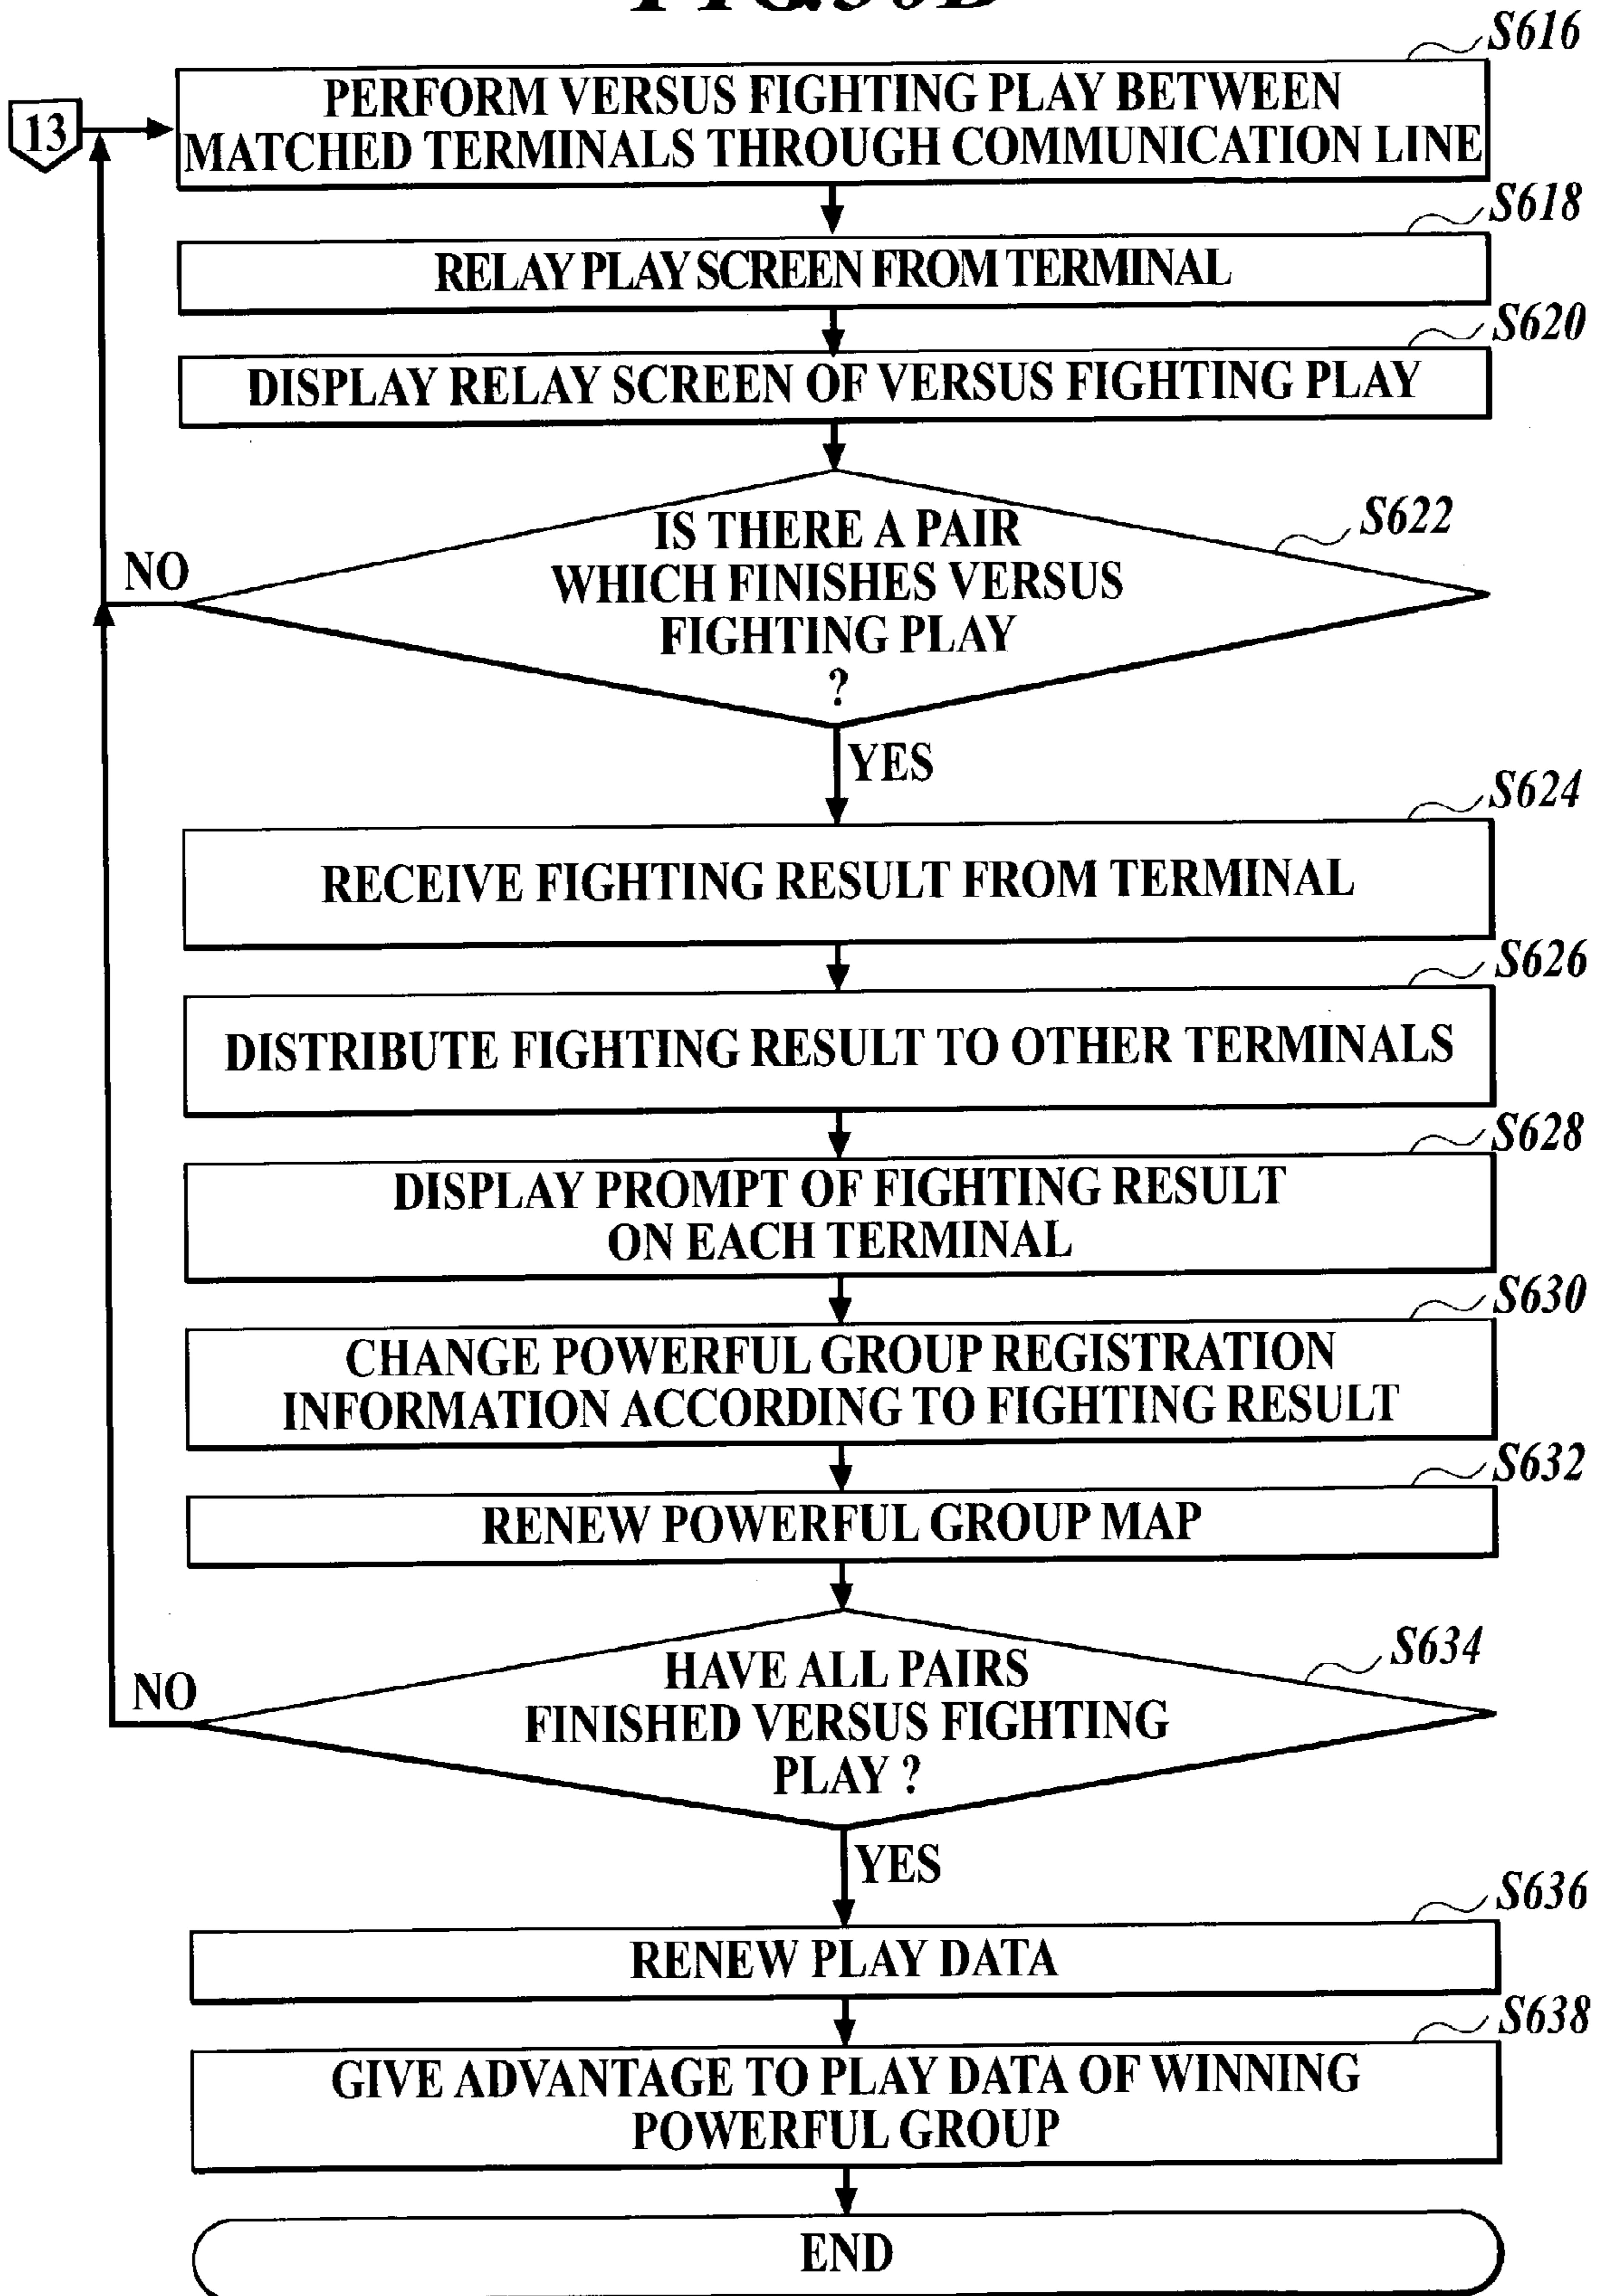 S616
13
PERFORM VERSUS FIGHTING PLAY BETWEEN
MATCHED TERMINALS THROUGH COMMUNICATION LINE
S618
RELAY PLAY SCREEN FROM TERMINAL
S620
DISPLAY RELAY SCREEN OF VERSUS FIGHTING PLAY
S622
IS THERE A PAIR
WHICH FINISHES VERSUS
FIGHTING PLAY
?
NO
YES
S624
RECEIVE FIGHTING RESULT FROM TERMINAL
S626
DISTRIBUTE FIGHTING RESULT TO OTHER TERMINALS
S628
DISPLAY PROMPT OF FIGHTING RESULT
ON EACH TERMINAL
S630
CHANGE POWERFUL GROUP REGISTRATION
INFORMATION ACCORDING TO FIGHTING RESULT
S632
RENEW POWERFUL GROUP MAP
S634
HAVE ALL PAIRS
FINISHED VERSUS FIGHTING
PLAY ?
NO
YES
S636
RENEW PLAY DATA
S638
GIVE ADVANTAGE TO PLAY DATA OF WINNING
POWERFUL GROUP
END